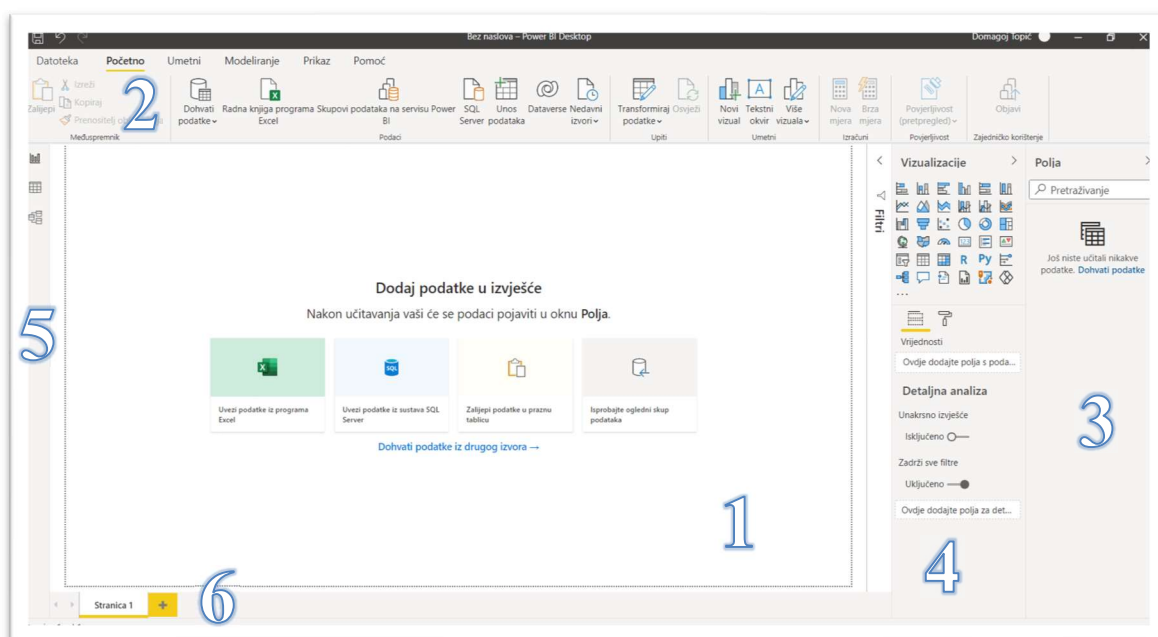 Bez naslova – Power BI Desktop
Domagoj Topić
Datoteka Početno Umetni Modeliranje Prikaz Pomoć
Zalijepi
Izreži
Kopiraj
Prenositelj
Međuspremnik
2
Dohvati podatke
Radna knjiga programa Excel
Skupovi podataka na servisu Power BI
SQL Server
Unos podataka
Dataverse
Nedavni izvori
Podaci
Transformiraj podatke
Osvježi
Upiti
Novi vizual
Tekstni okvir
Više vizuala
Umetni
Nova mjera
Brza mjera
Izračuni
Povjerljivost (pretpregled)
Povjerljivost
Objavi
Zajedničko korištenje
Filtri
Dodaj podatke u izvješće
Nakon učitavanja vaši će se podaci pojaviti u oknu Polja.
SQL
Uvezi podatke iz programa Excel
Uvezi podatke iz sustava SQL Server
Zalijepi podatke u praznu tablicu
Isprobajte ogledni skup podataka
Dohvati podatke iz drugog izvora →
1
5
Vizualizacije
R Py
...
Vrijednosti
Ovdje dodajte polja s poda...
Detaljna analiza
Unakrsno izvješće
Isključeno
Zadrži sve filtre
Uključeno
Ovdje dodajte polja za det...
4
Polja
Pretraživanje
Još niste učitali nikakve
podatke. Dohvati podatke
3
Stranica 1 +
6